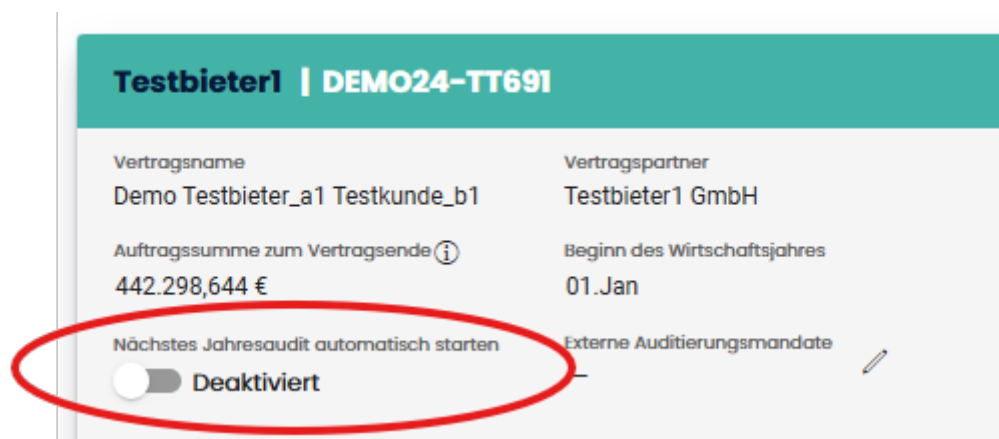 Testbieter1 | DEMO24-TT691
Vertragsname
Demo Testbieter_a1 Testkunde_b1
Vertragspartner
Testbieter1 GmbH
Auftragssumme zum Vertragsende
442.298,644 €
Beginn des Wirtschaftsjahres
01.Jan
Nächstes Jahresaudit automatisch starten
Deaktiviert
Externe Auditierungsmandate
–